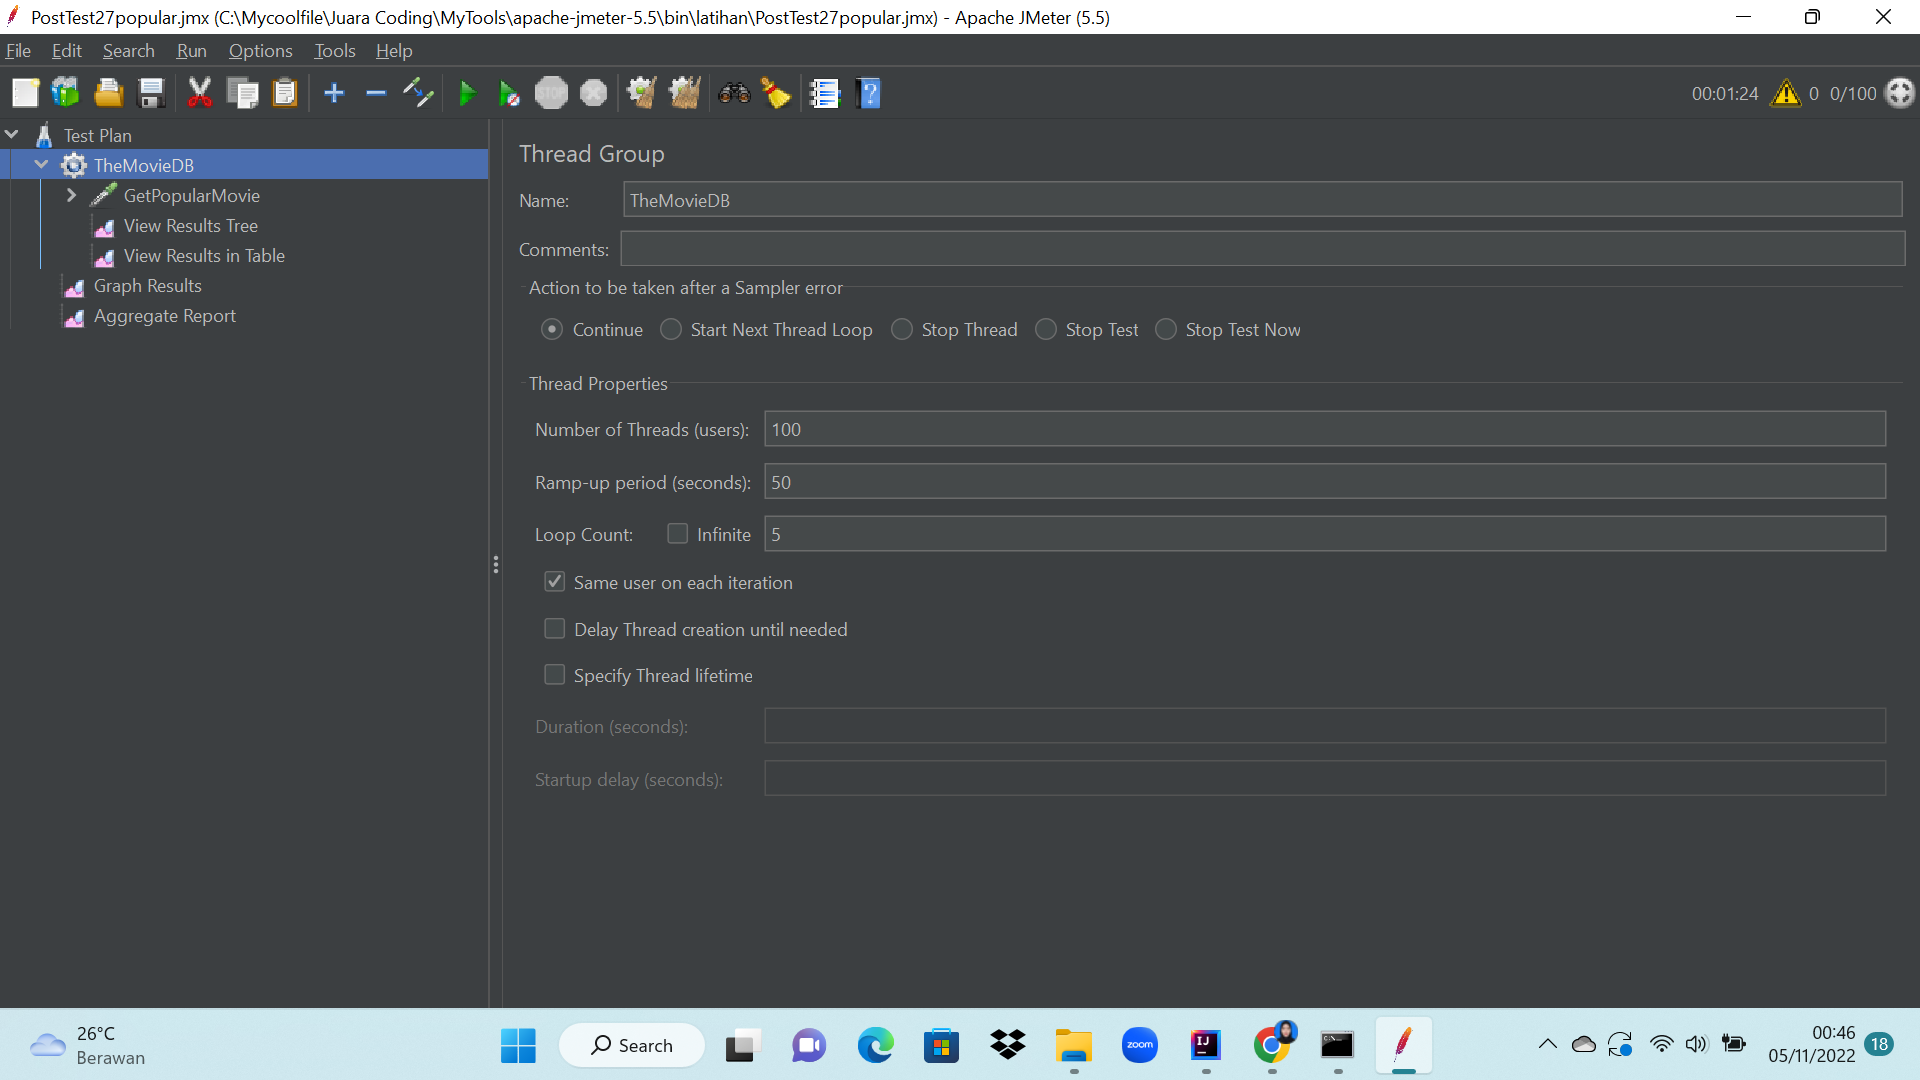 PostTest27popular.jmx (C:\Mycoolfile\Juara Coding\MyTools\apache-jmeter-5.5\bin\latihan\PostTest27popular.jmx) - Apache JMeter (5.5)
File Edit Search Run Options Tools Help
STOP
00:01:24 0 0/100
Test Plan
TheMovieDB
GetPopularMovie
View Results Tree
View Results in Table
Graph Results
Aggregate Report
Thread Group
Name: TheMovieDB
Comments:
Action to be taken after a Sampler error
Continue Start Next Thread Loop Stop Thread Stop Test Stop Test Now
Thread Properties
Number of Threads (users): 100
Ramp-up period (seconds): 50
Loop Count: Infinite 5
Same user on each iteration
Delay Thread creation until needed
Specify Thread lifetime
Duration (seconds):
Startup delay (seconds):
26°C
Berawan
Search
zoom
IJ
00:46
05/11/2022
18